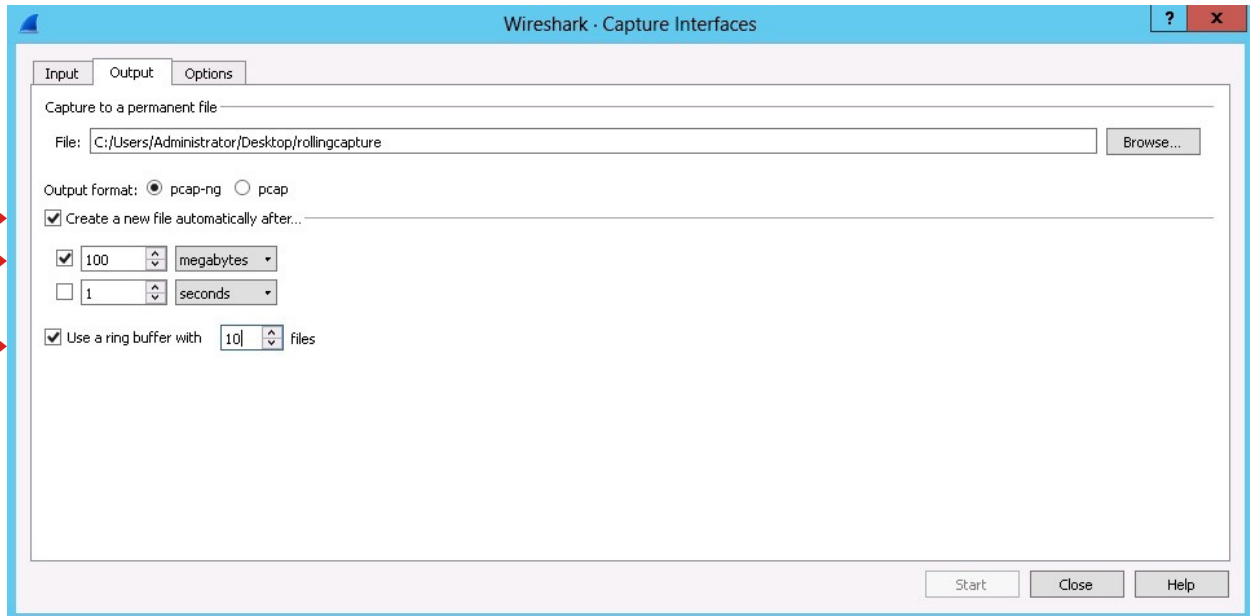 Wireshark · Capture Interfaces
? x
Input Output Options
Capture to a permanent file
File: C:/Users/Administrator/Desktop/rollingcapture Browse...
Output format: pcap-ng pcap
Create a new file automatically after...
100 megabytes
1 seconds
Use a ring buffer with 10 files
Start Close Help